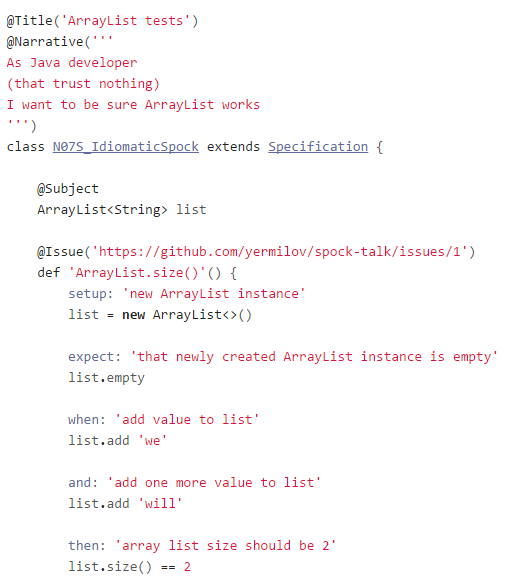 @Title('ArrayList tests')
@Narrative('''
As Java developer
(that trust nothing)
I want to be sure ArrayList works
''')
class N07S_IdiomaticSpock extends Specification {
@Subject
ArrayList<String> list
@Issue('https://github.com/yermilov/spock-talk/issues/1')
def 'ArrayList.size()'() {
setup: 'new ArrayList instance'
list = new ArrayList<>()
expect: 'that newly created ArrayList instance is empty'
list.empty
when: 'add value to list'
list.add 'we'
and: 'add one more value to list'
list.add 'will'
then: 'array list size should be 2'
list.size() == 2